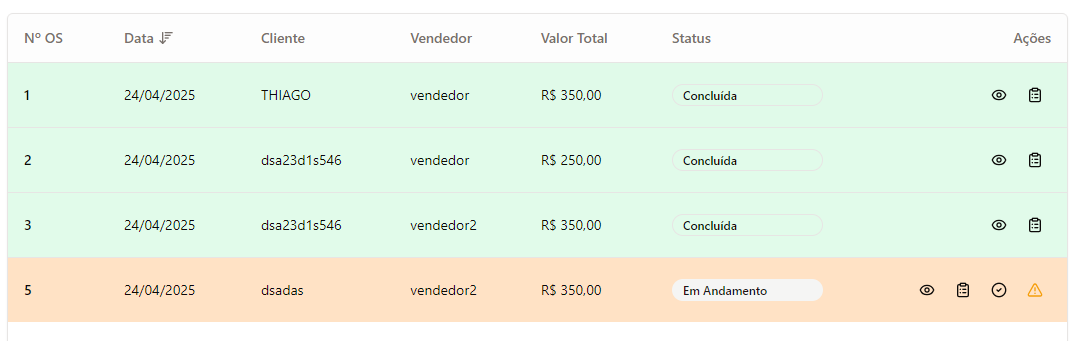 Nº OS Data Cliente Vendedor Valor Total Status Ações
1 24/04/2025 THIAGO vendedor R$ 350,00 Concluída
2 24/04/2025 dsa23d1s546 vendedor R$ 250,00 Concluída
3 24/04/2025 dsa23d1s546 vendedor2 R$ 350,00 Concluída
5 24/04/2025 dsadas vendedor2 R$ 350,00 Em Andamento